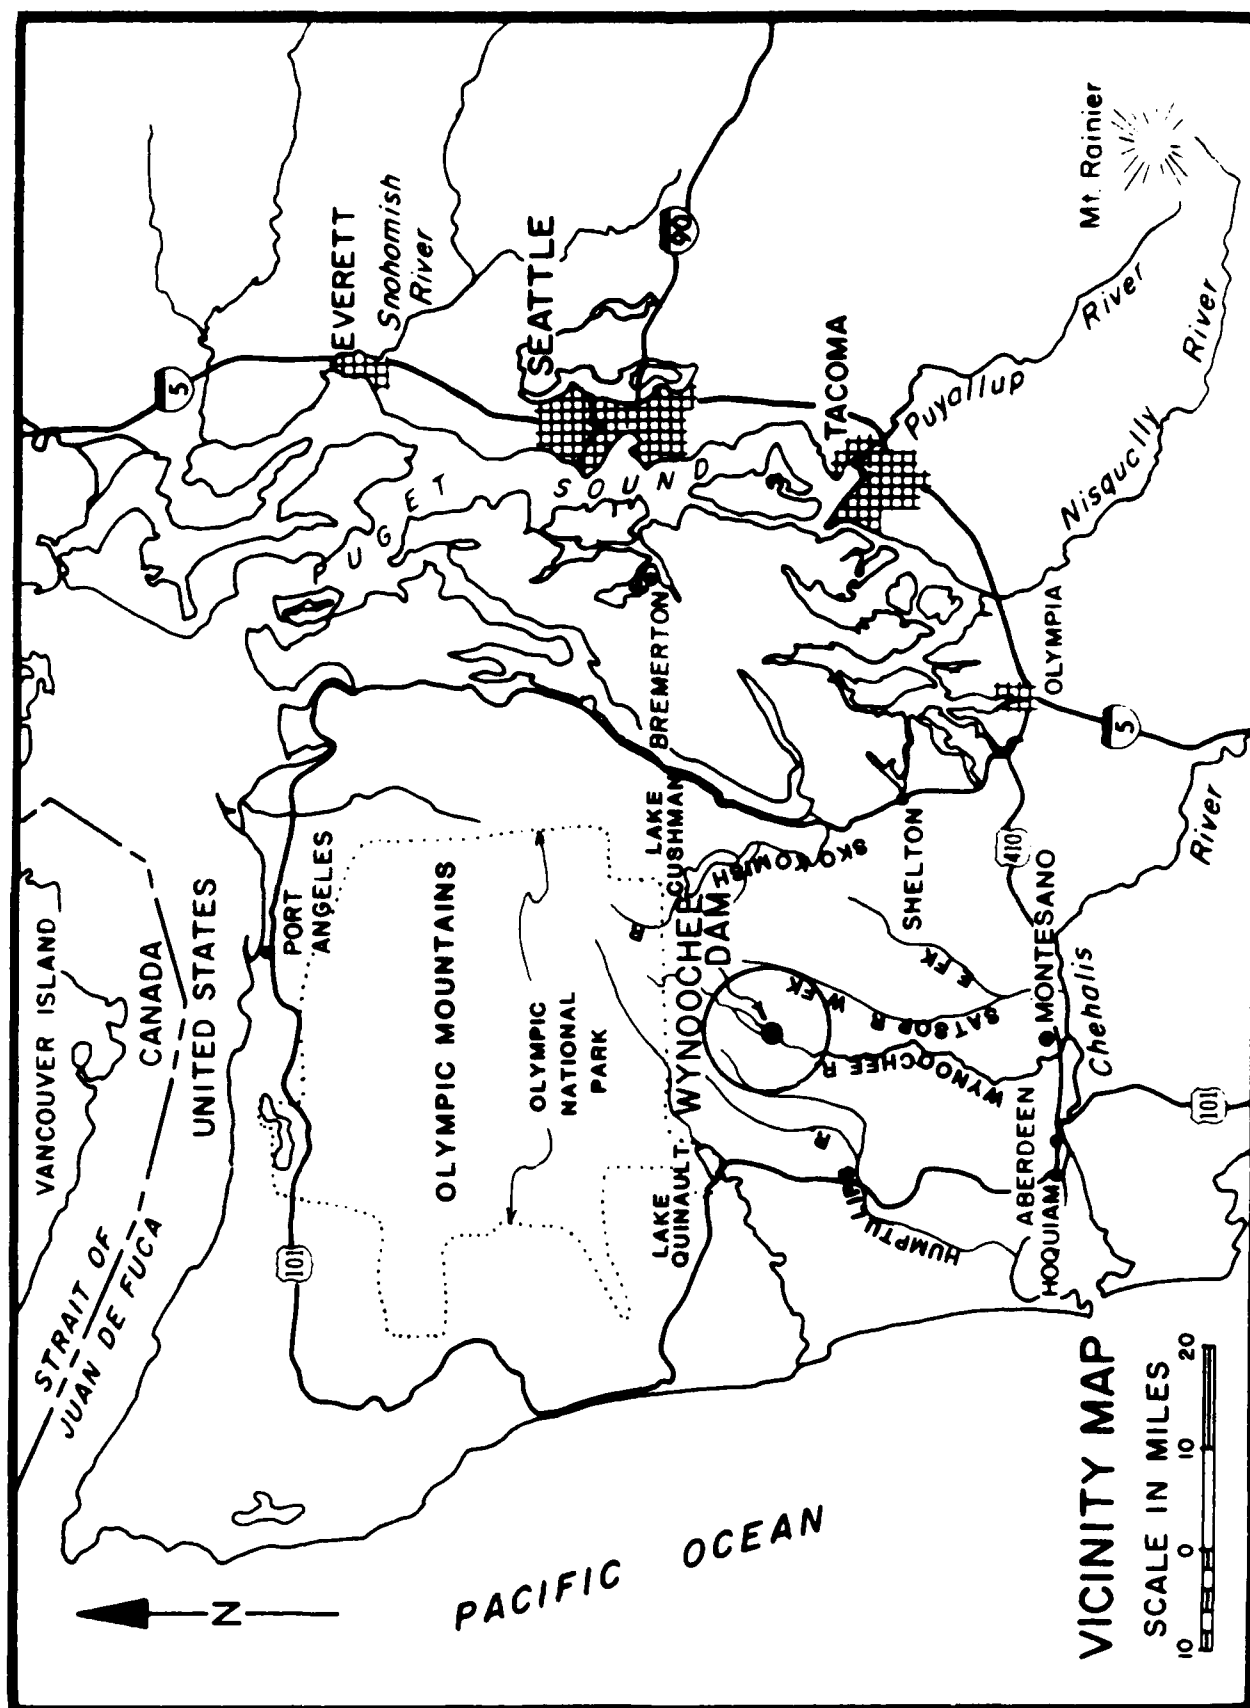 VANCOUVER ISLAND
CANADA
UNITED STATES
STRAIT OF
JUAN DE FUCA
PORT
ANGELES
101
OLYMPIC MOUNTAINS
OLYMPIC
NATIONAL
PARK
PUGET
SOUND
5
EVERETT
Snohomish
River
SEATTLE
90
BREMERTON
LAKE
CUSHMAN
SKOKOMISH
R
WYNOOCHEE
DAM
LAKE
QUINAULT
HUMPTULIPS
R
WYNOOCHEE R
SATSOP R
W FK
E FK
SHELTON
TACOMA
Puyallup
River
Nisqually
River
Mt. Rainier
OLYMPIA
5
410
MONTESANO
Chehalis
River
ABERDEEN
HOQUIAM
101
PACIFIC OCEAN
N
VICINITY MAP
SCALE IN MILES
10 0 10 20